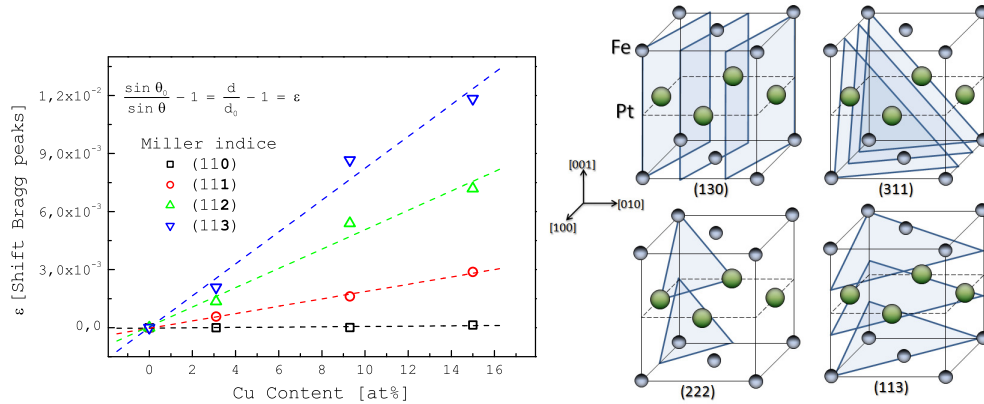 ε [Shift Bragg peaks]
1,2x10⁻²
9,0x10⁻³
6,0x10⁻³
3,0x10⁻³
0,0
sin θ₀ / sin θ - 1 = d / d₀ - 1 = ε
Miller indice
(110)
(111)
(112)
(113)
0 2 4 6 8 10 12 14 16
Cu Content [at%]
Fe
Pt
(130)
(311)
[001]
[010]
[100]
(222)
(113)